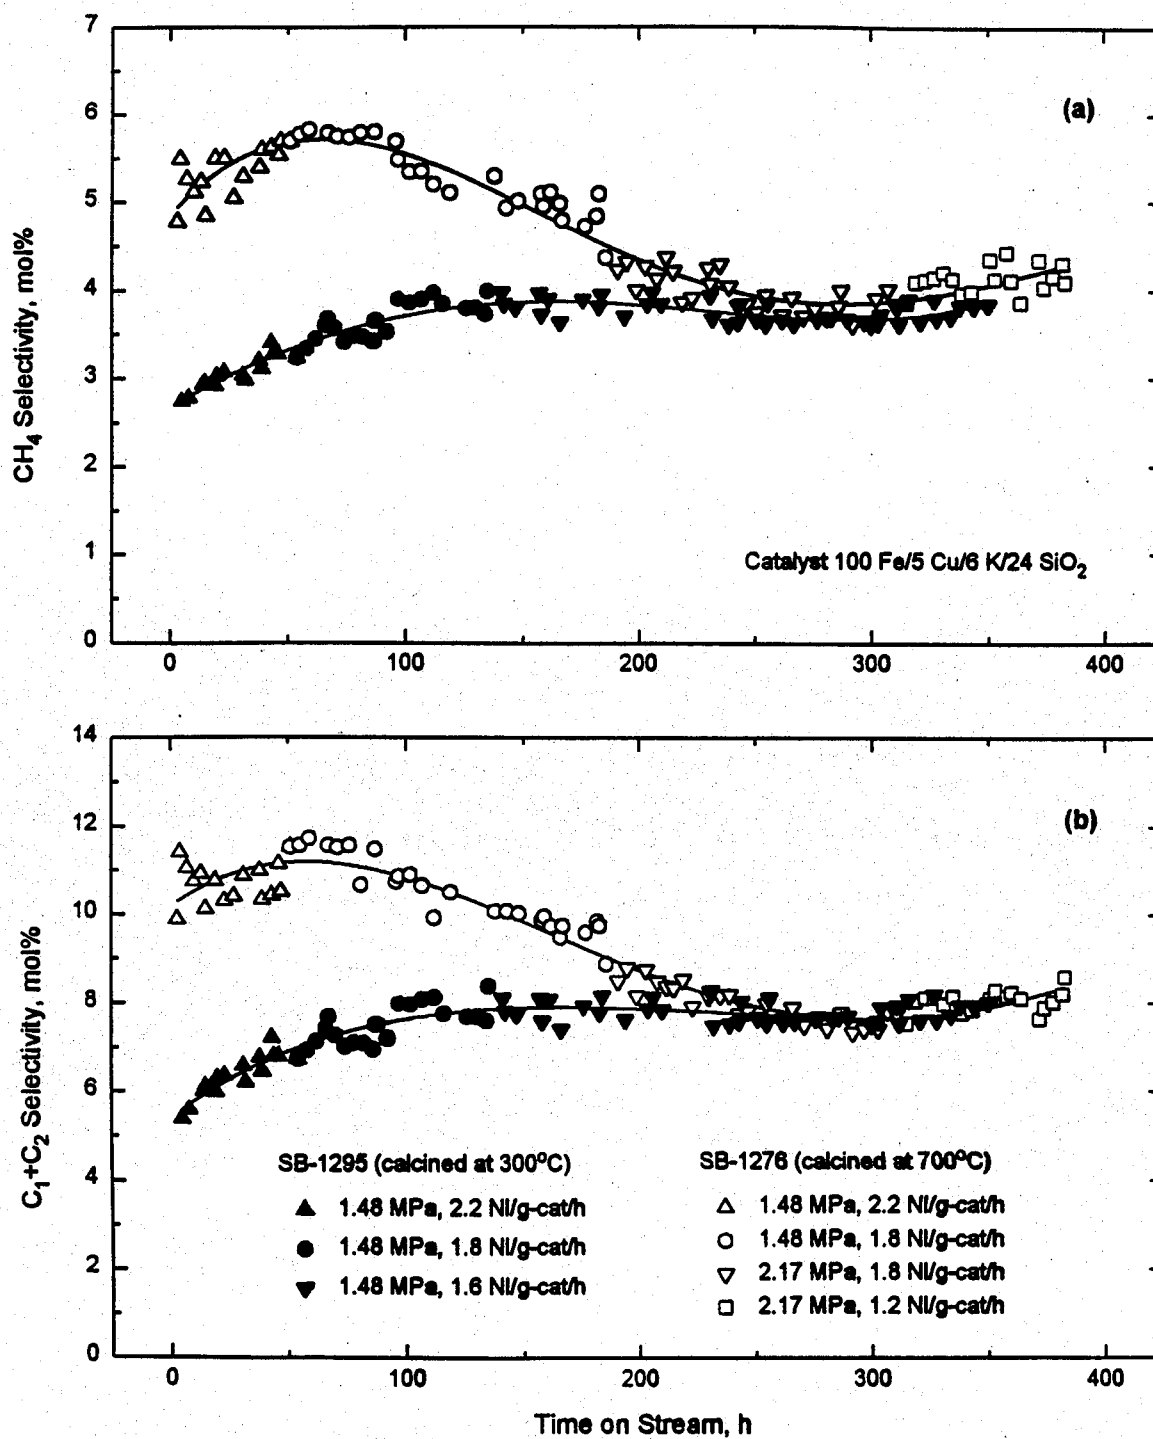 7
6
5
4
3
2
1
0
CH4 Selectivity, mol%
(a)
Catalyst 100 Fe/5 Cu/6 K/24 SiO2
0 100 200 300 400
14
12
10
8
6
4
2
0
C1+C2 Selectivity, mol%
(b)
SB-1295 (calcined at 300°C)
1.48 MPa, 2.2 Nl/g-cat/h
1.48 MPa, 1.8 Nl/g-cat/h
1.48 MPa, 1.6 Nl/g-cat/h
SB-1276 (calcined at 700°C)
1.48 MPa, 2.2 Nl/g-cat/h
1.48 MPa, 1.8 Nl/g-cat/h
2.17 MPa, 1.8 Nl/g-cat/h
2.17 MPa, 1.2 Nl/g-cat/h
0 100 200 300 400
Time on Stream, h